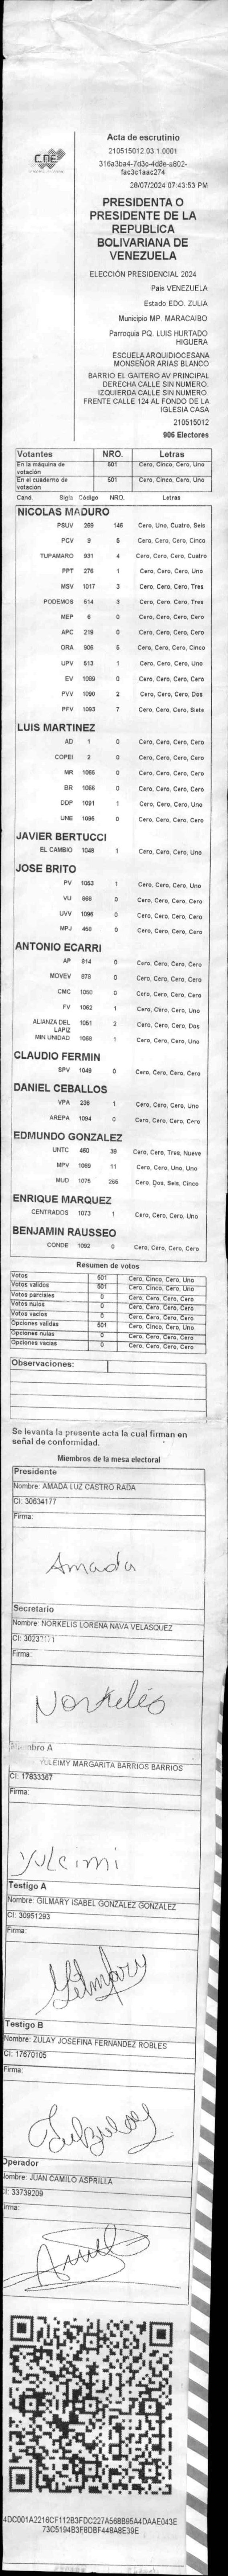 CNE
Acta de escrutinio
210515012.03.1.0001
316a3ba4-7d3c-4d8e-a802-
fac3c1aac274
28/07/2024 07:43:53 PM
PRESIDENTA O
PRESIDENTE DE LA
REPUBLICA
BOLIVARIANA DE
VENEZUELA
ELECCIÓN PRESIDENCIAL 2024
Pais VENEZUELA
Estado EDO. ZULIA
Municipio MP. MARACAIBO
Parroquia PQ. LUIS HURTADO
HIGUERA
ESCUELA ARQUIDIOCESANA
MONSEÑOR ARIAS BLANCO
BARRIO EL GAITERO AV PRINCIPAL
DERECHA CALLE SIN NUMERO.
IZQUIERDA CALLE SIN NUMERO.
FRENTE CALLE 124 AL FONDO DE LA
IGLESIA CASA
210515012
906 Electores
Votantes NRO. Letras
En la máquina de votación 501 Cero, Cinco, Cero, Uno
En el cuaderno de votación 501 Cero, Cinco, Cero, Uno
Cand. Sigla Código NRO. Letras
NICOLAS MADURO
PSUV 269 146 Cero, Uno, Cuatro, Seis
PCV 9 5 Cero, Cero, Cero, Cinco
TUPAMARO 931 4 Cero, Cero, Cero, Cuatro
PPT 276 1 Cero, Cero, Cero, Uno
MSV 1017 3 Cero, Cero, Cero, Tres
PODEMOS 514 3 Cero, Cero, Cero, Tres
MEP 6 0 Cero, Cero, Cero, Cero
APC 219 0 Cero, Cero, Cero, Cero
ORA 906 5 Cero, Cero, Cero, Cinco
UPV 513 1 Cero, Cero, Cero, Uno
EV 1089 0 Cero, Cero, Cero, Cero
PVV 1090 2 Cero, Cero, Cero, Dos
PFV 1093 7 Cero, Cero, Cero, Siete
LUIS MARTINEZ
AD 1 0 Cero, Cero, Cero, Cero
COPEI 2 0 Cero, Cero, Cero, Cero
MR 1065 0 Cero, Cero, Cero, Cero
BR 1066 0 Cero, Cero, Cero, Cero
DDP 1091 1 Cero, Cero, Cero, Uno
UNE 1095 0 Cero, Cero, Cero, Cero
JAVIER BERTUCCI
EL CAMBIO 1048 1 Cero, Cero, Cero, Uno
JOSE BRITO
PV 1053 1 Cero, Cero, Cero, Uno
VU 868 0 Cero, Cero, Cero, Cero
UVV 1096 0 Cero, Cero, Cero, Cero
MPJ 459 0 Cero, Cero, Cero, Cero
ANTONIO ECARRI
AP 814 0 Cero, Cero, Cero, Cero
MOVEV 878 0 Cero, Cero, Cero, Cero
CMC 1050 0 Cero, Cero, Cero, Cero
FV 1062 1 Cero, Cero, Cero, Uno
ALIANZA DEL LAPIZ 1051 2 Cero, Cero, Cero, Dos
MIN UNIDAD 1068 1 Cero, Cero, Cero, Uno
CLAUDIO FERMIN
SPV 1049 0 Cero, Cero, Cero, Cero
DANIEL CEBALLOS
VPA 236 1 Cero, Cero, Cero, Uno
AREPA 1094 0 Cero, Cero, Cero, Cero
EDMUNDO GONZALEZ
UNTC 460 39 Cero, Cero, Tres, Nueve
MPV 1069 11 Cero, Cero, Uno, Uno
MUD 1075 265 Cero, Dos, Seis, Cinco
ENRIQUE MARQUEZ
CENTRADOS 1073 1 Cero, Cero, Cero, Uno
BENJAMIN RAUSSEO
CONDE 1092 0 Cero, Cero, Cero, Cero
Resumen de votos
Votos 501 Cero, Cinco, Cero, Uno
Votos validos 501 Cero, Cinco, Cero, Uno
Votos parciales 0 Cero, Cero, Cero, Cero
Votos nulos 0 Cero, Cero, Cero, Cero
Votos vacios 0 Cero, Cero, Cero, Cero
Opciones validas 501 Cero, Cinco, Cero, Uno
Opciones nulas 0 Cero, Cero, Cero, Cero
Opciones vacias 0 Cero, Cero, Cero, Cero
Observaciones:
Se levanta la presente acta la cual firman en
señal de conformidad.
Miembros de la mesa electoral
Presidente
Nombre: AMADA LUZ CASTRO RADA
CI: 30634177
Firma:
Amada
Secretario
Nombre: NORKELIS LORENA NAVA VELASQUEZ
CI:
Firma:
Norkelis
Miembro A
YULEIMY MARGARITA BARRIOS BARRIOS
CI: 17833367
Firma:
Yuleimi
Testigo A
Nombre: GILMARY ISABEL GONZALEZ GONZALEZ
CI: 30951293
Firma:
Gilmary
Testigo B
Nombre: ZULAY JOSEFINA FERNANDEZ ROBLES
CI: 17670105
Firma:
Operador
Nombre: JUAN CAMILO ASPRILLA
CI: 33739209
Firma:
4DC001A2216CF112B3FDC227A56BB95A4DAAE043E
73C5194B3F8DBF448A8E39E